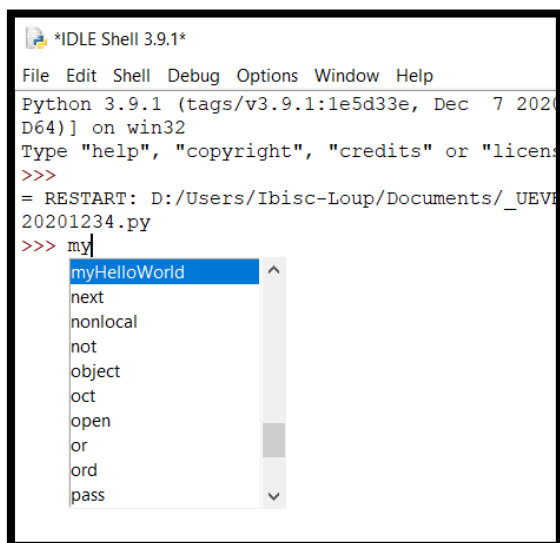 *IDLE Shell 3.9.1*
File Edit Shell Debug Options Window Help
Python 3.9.1 (tags/v3.9.1:1e5d33e, Dec 7 202
D64)] on win32
Type "help", "copyright", "credits" or "licen
>>>
= RESTART: D:/Users/Ibisc-Loup/Documents/_UEV
20201234.py
>>> my
myHelloWorld
next
nonlocal
not
object
oct
open
or
ord
pass